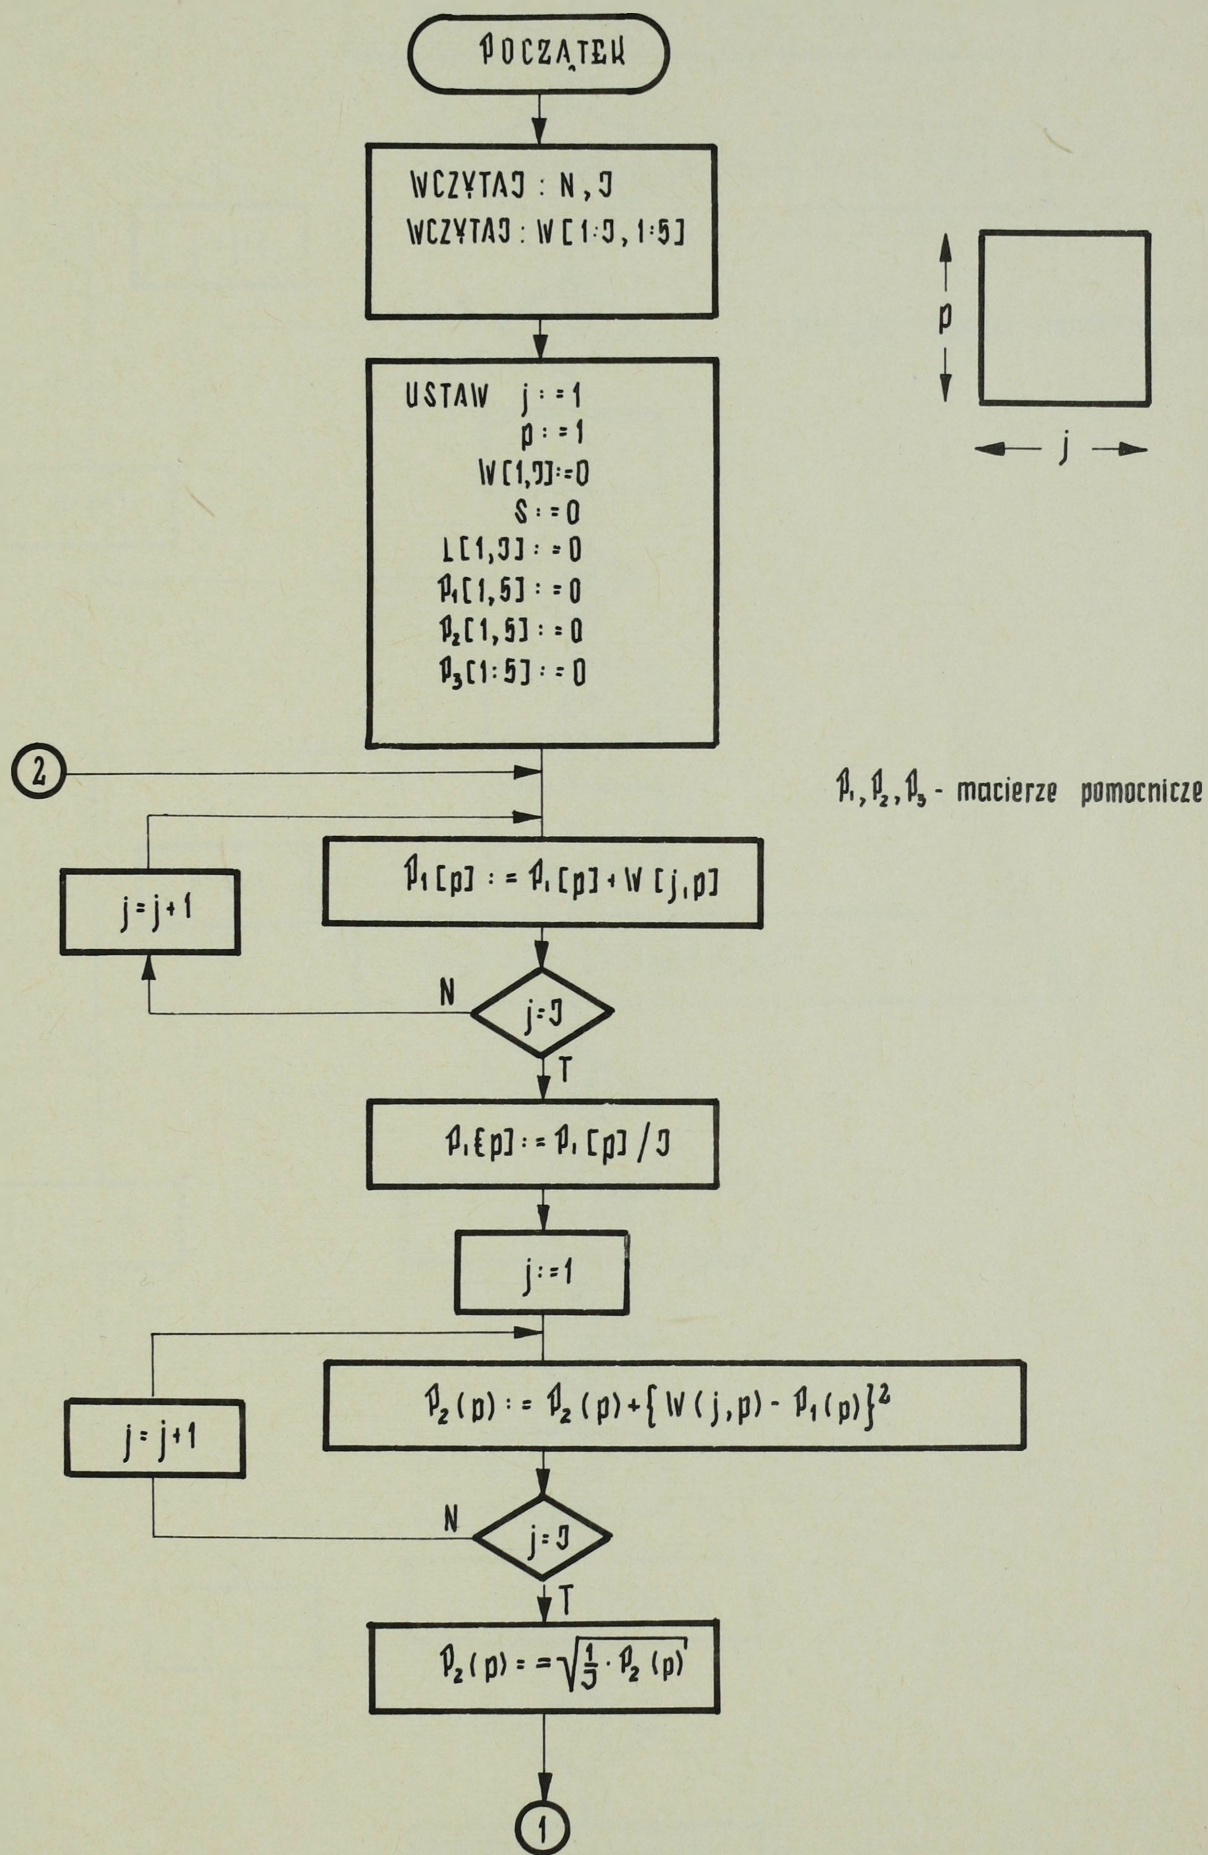 POCZĄTEK
WCZYTAJ : N, J
WCZYTAJ : W [1:J, 1:5]
p
j
USTAW j : = 1
p : = 1
W [1,J] := 0
S : = 0
L [1,J] : = 0
P₁ [1,5] : = 0
P₂ [1,5] : = 0
P₃ [1:5] : = 0
2
P₁, P₂, P₃ - macierze pomocnicze
P₁ [p] : = P₁ [p] + W [j,p]
j = j + 1
N
j = J
T
P₁ [p] : = P₁ [p] / J
j : = 1
P₂ (p) : = P₂ (p) + { W (j,p) - P₁ (p) }²
j = j + 1
N
j = J
T
P₂ (p) = = √(1/J · P₂ (p))
1